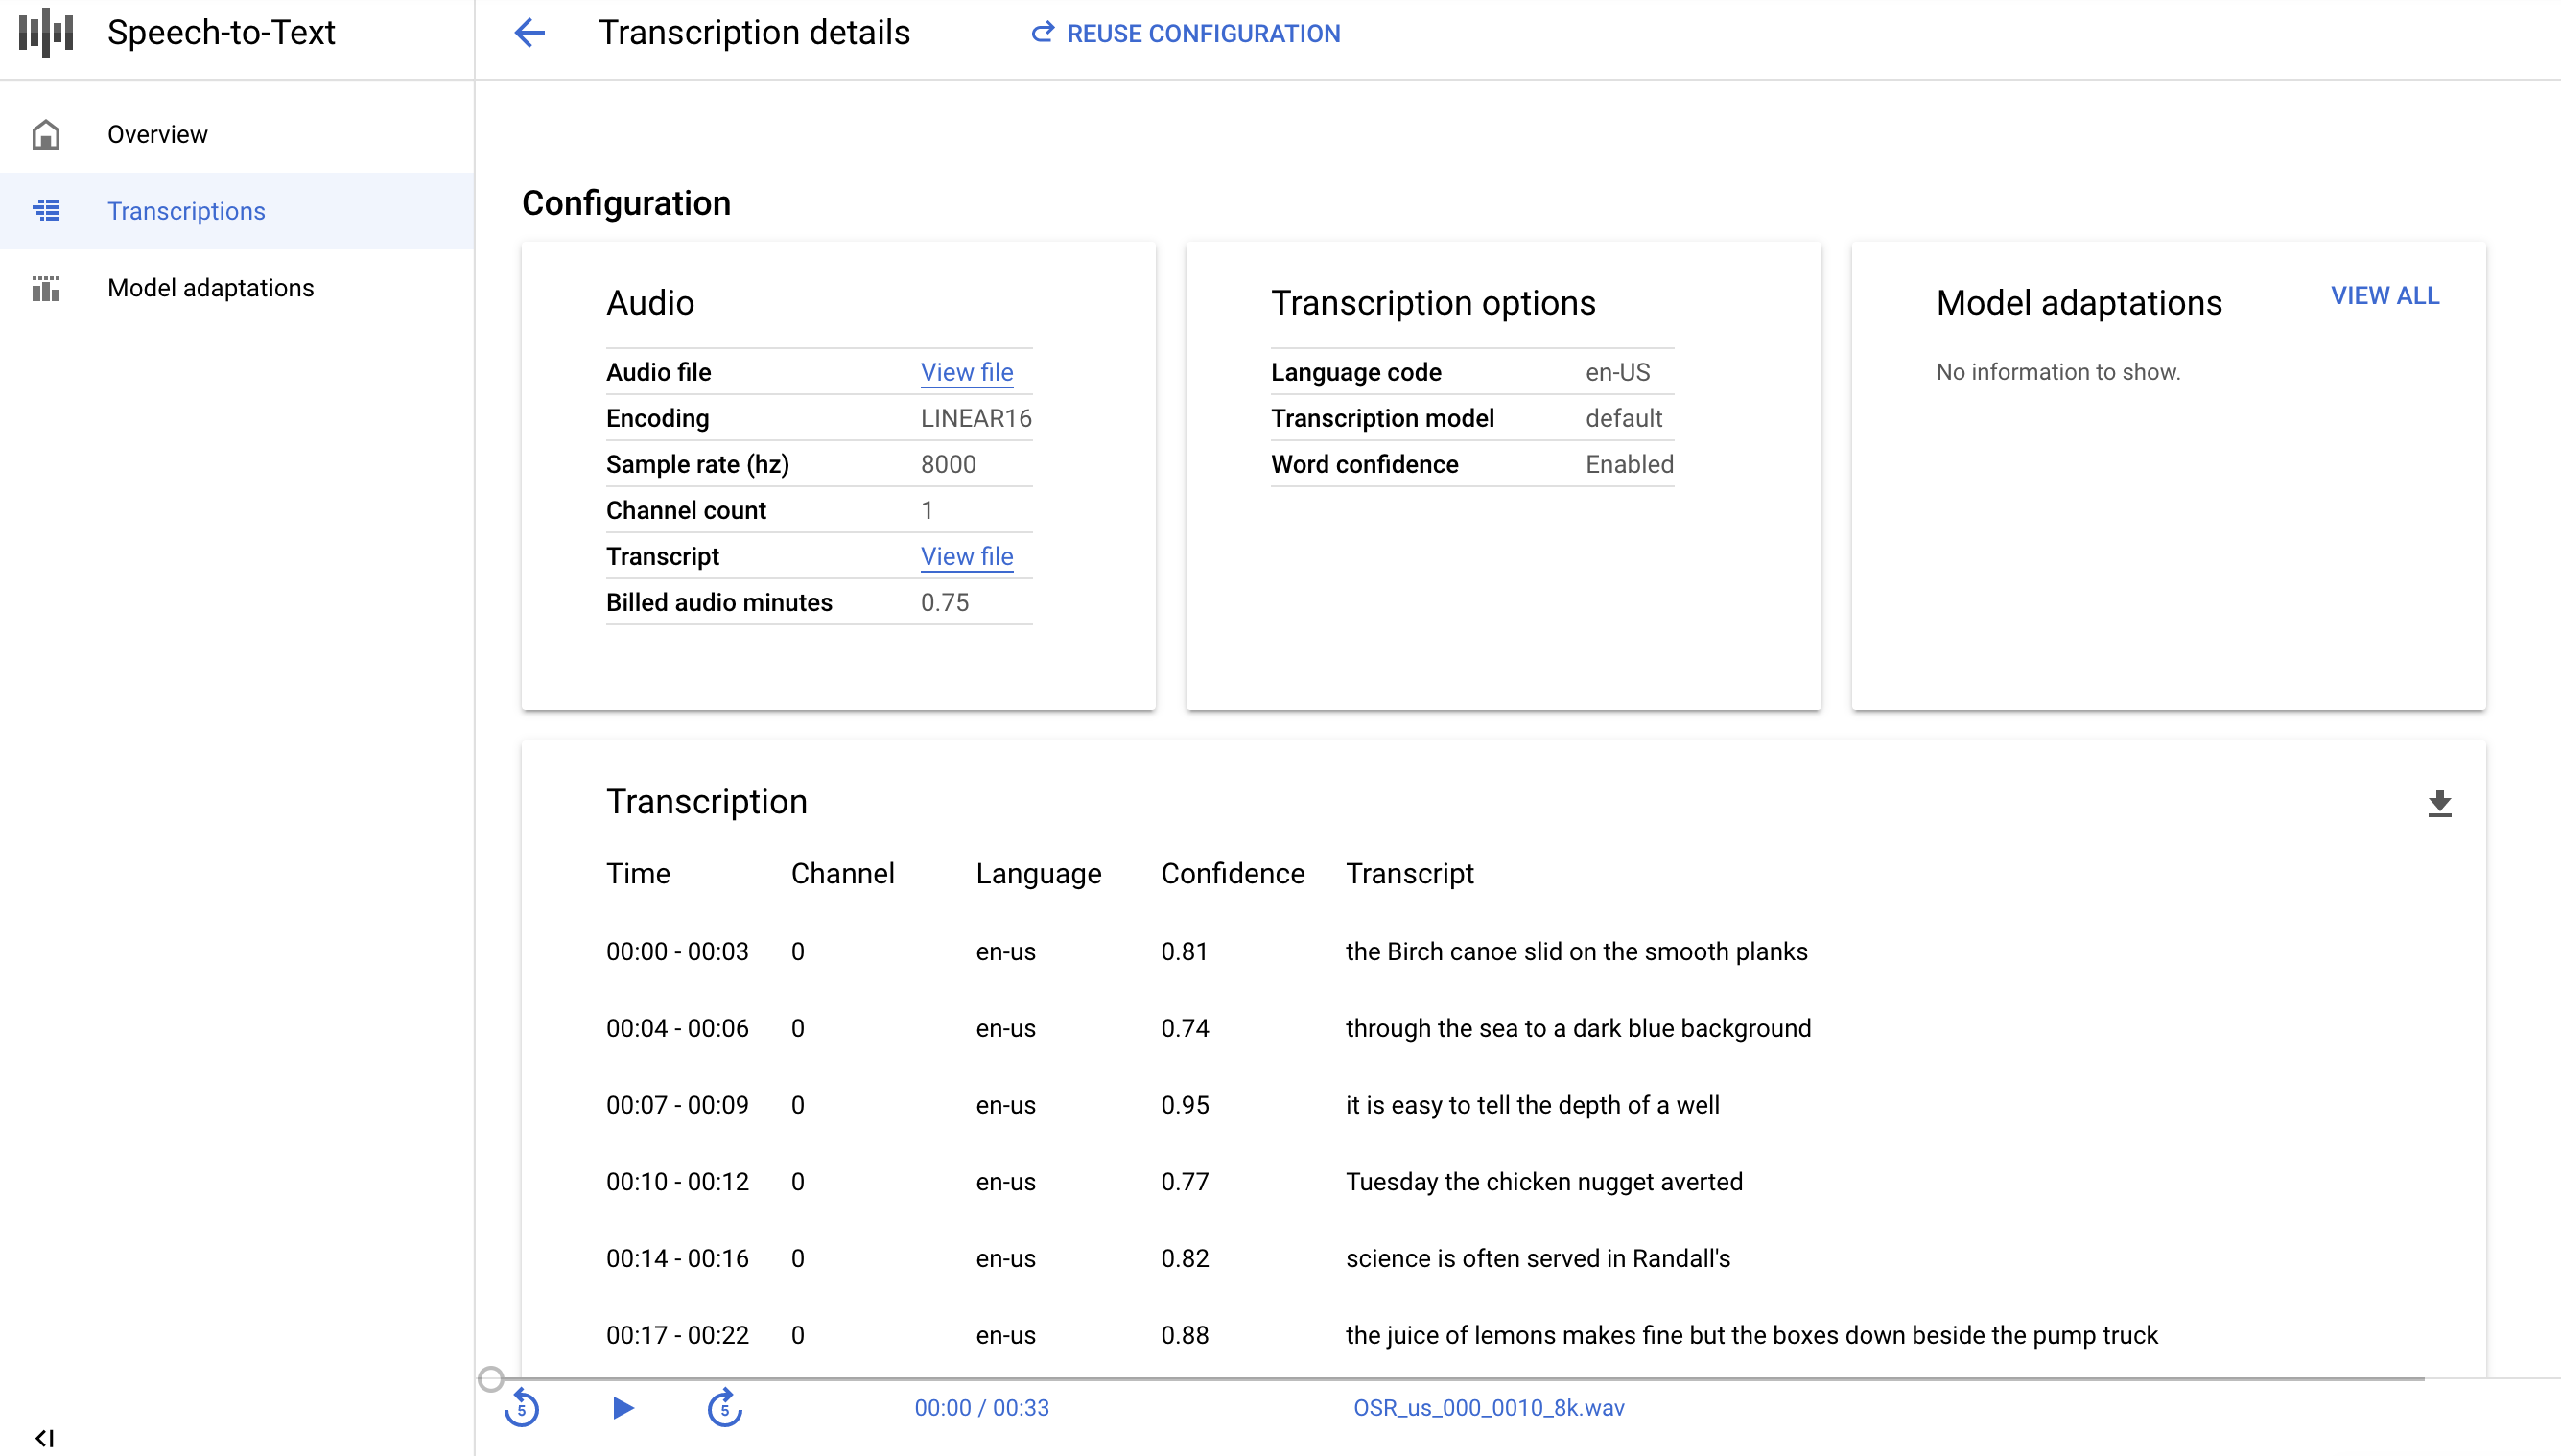 Speech-to-Text
Transcription details
REUSE CONFIGURATION
Overview
Transcriptions
Model adaptations
Configuration
Audio
Audio file View file
Encoding LINEAR16
Sample rate (hz) 8000
Channel count 1
Transcript View file
Billed audio minutes 0.75
Transcription options
Language code en-US
Transcription model default
Word confidence Enabled
Model adaptations VIEW ALL
No information to show.
Transcription
Time Channel Language Confidence Transcript
00:00 - 00:03 0 en-us 0.81 the Birch canoe slid on the smooth planks
00:04 - 00:06 0 en-us 0.74 through the sea to a dark blue background
00:07 - 00:09 0 en-us 0.95 it is easy to tell the depth of a well
00:10 - 00:12 0 en-us 0.77 Tuesday the chicken nugget averted
00:14 - 00:16 0 en-us 0.82 science is often served in Randall's
00:17 - 00:22 0 en-us 0.88 the juice of lemons makes fine but the boxes down beside the pump truck
5 5 00:00 / 00:33 OSR_us_000_0010_8k.wav